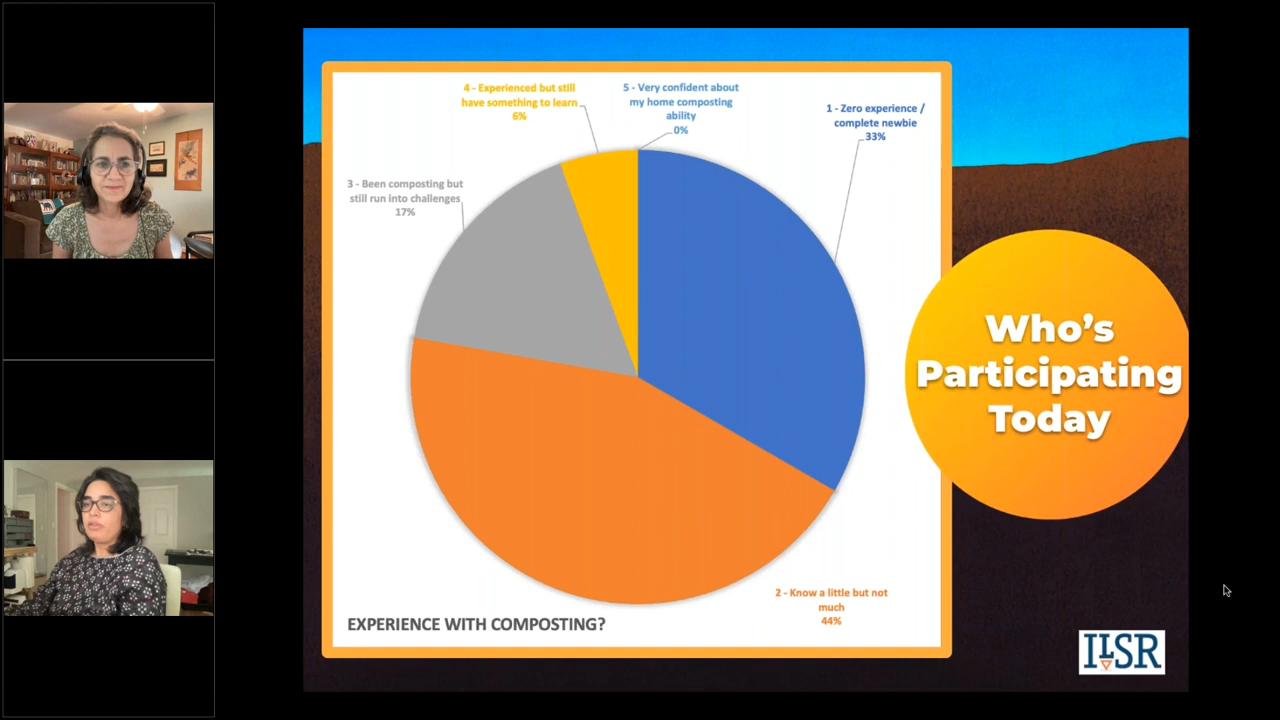 4 - Experienced but still
have something to learn
6%
5 - Very confident about
my home composting
ability
0%
1 - Zero experience /
complete newbie
33%
3 - Been composting but
still run into challenges
17%
2 - Know a little but not
much
44%
EXPERIENCE WITH COMPOSTING?
Who's
Participating
Today
ILSR